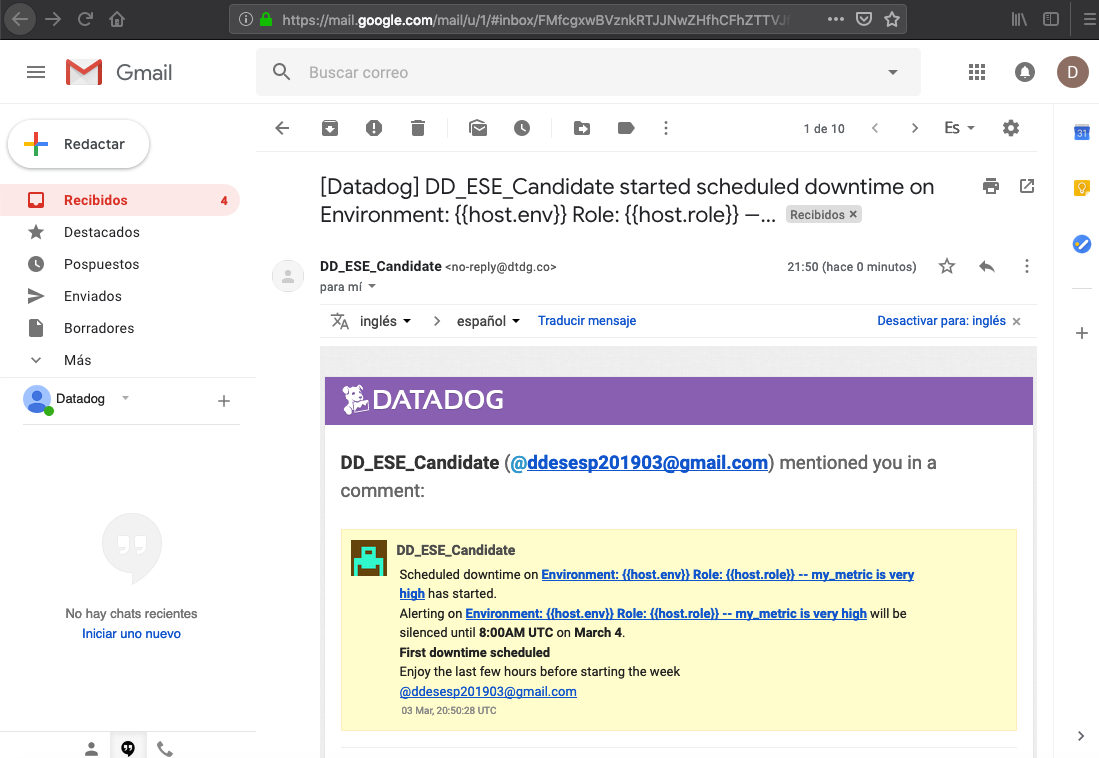 https://mail.google.com/mail/u/1/#inbox/FMfcgxwBVznkRTJJNwZHfhCFhZTTVJf
Gmail
Buscar correo
D
Redactar
1 de 10
Es
31
Recibidos 4
Destacados
Pospuestos
Enviados
Borradores
Más
Datadog
No hay chats recientes
Iniciar uno nuevo
[Datadog] DD_ESE_Candidate started scheduled downtime on
Environment: {{host.env}} Role: {{host.role}} —... Recibidos ×
DD_ESE_Candidate <no-reply@dtdg.co> 21:50 (hace 0 minutos)
para mí
inglés > español Traducir mensaje Desactivar para: inglés ×
DATADOG
DD_ESE_Candidate (@ddesesp201903@gmail.com) mentioned you in a
comment:
DD_ESE_Candidate
Scheduled downtime on Environment: {{host.env}} Role: {{host.role}} -- my_metric is very
high has started.
Alerting on Environment: {{host.env}} Role: {{host.role}} -- my_metric is very high will be
silenced until 8:00AM UTC on March 4.
First downtime scheduled
Enjoy the last few hours before starting the week
@ddesesp201903@gmail.com
03 Mar, 20:50:28 UTC